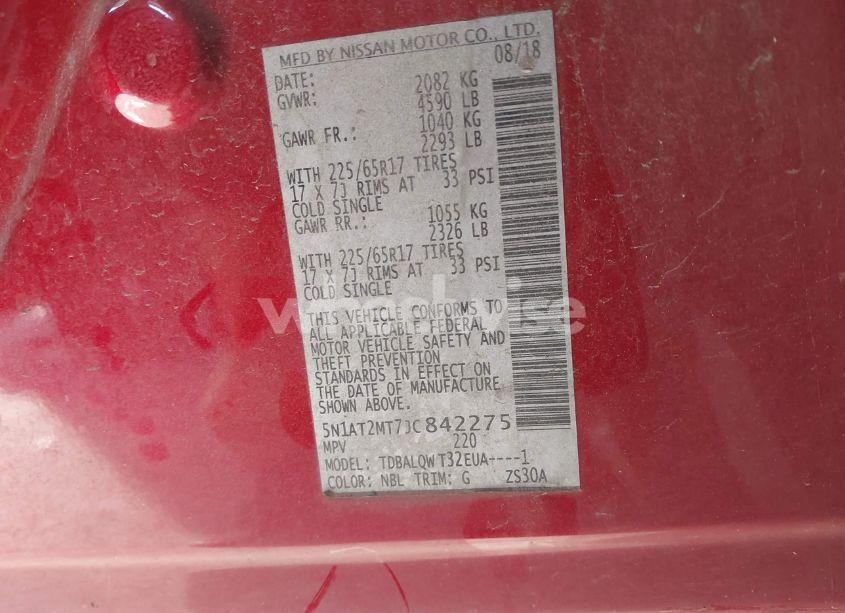 MFD BY NISSAN MOTOR CO., LTD.
DATE: 08/18
GVWR: 2082 KG
4590 LB
GAWR FR.: 1040 KG
2293 LB
WITH 225/65R17 TIRES
17 X 7J RIMS AT 33 PSI
COLD SINGLE
GAWR RR.: 1055 KG
2326 LB
WITH 225/65R17 TIRES
17 X 7J RIMS AT 33 PSI
COLD SINGLE
THIS VEHICLE CONFORMS TO
ALL APPLICABLE FEDERAL
MOTOR VEHICLE SAFETY AND
THEFT PREVENTION
STANDARDS IN EFFECT ON
THE DATE OF MANUFACTURE
SHOWN ABOVE.
5N1AT2MT7JC842275
MPV 220
MODEL: TDBALQWT32EUA----1
COLOR: NBL TRIM: G ZS30A